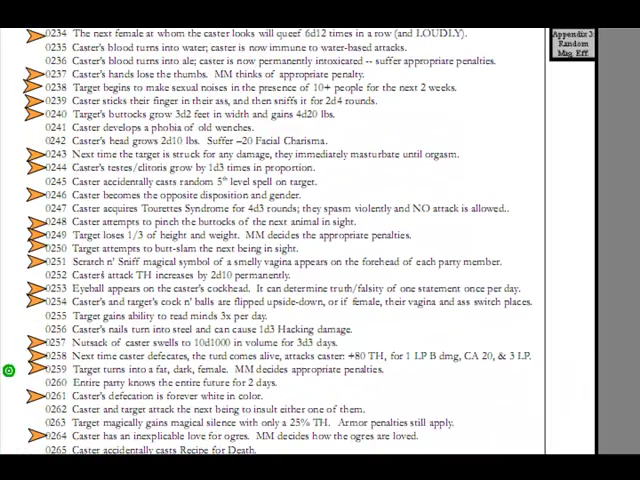 0234 The next female at whom the caster looks will queef 6d12 times in a row (and LOUDLY).
Appendix 3:
Random
Mag. Eff.
0235 Caster's blood turns into water; caster is now immune to water-based attacks.
0236 Caster's blood turns into ale; caster is now permanently intoxicated -- suffer appropriate penalties.
0237 Caster's hands lose the thumbs. MM thinks of appropriate penalty.
0238 Target begins to make sexual noises in the presence of 10+ people for the next 2 weeks.
0239 Caster sticks their finger in their ass, and then sniffs it for 2d4 rounds.
0240 Target's buttocks grow 3d2 feet in width and gains 4d20 lbs.
0241 Caster develops a phobia of old wenches.
0242 Caster's head grows 2d10 lbs. Suffer –20 Facial Charisma.
0243 Next time the target is struck for any damage, they immediately masturbate until orgasm.
0244 Caster's testes/clitoris grow by 1d3 times in proportion.
0245 Caster accidentally casts random 5th level spell on target.
0246 Caster becomes the opposite disposition and gender.
0247 Caster acquires Tourettes Syndrome for 4d3 rounds; they spasm violently and NO attack is allowed..
0248 Caster attempts to pinch the buttocks of the next animal in sight.
0249 Target loses 1/3 of height and weight. MM decides the appropriate penalties.
0250 Target attempts to butt-slam the next being in sight.
0251 Scratch n' Sniff magical symbol of a smelly vagina appears on the forehead of each party member.
0252 Caster's attack TH increases by 2d10 permanently.
0253 Eyeball appears on the caster's cockhead. It can determine truth/falsity of one statement once per day.
0254 Caster's and target's cock n' balls are flipped upside-down, or if female, their vagina and ass switch places.
0255 Target gains ability to read minds 3x per day.
0256 Caster's nails turn into steel and can cause 1d3 Hacking damage.
0257 Nutsack of caster swells to 10d1000 in volume for 3d3 days.
0258 Next time caster defecates, the turd comes alive, attacks caster: +80 TH, for 1 LP B dmg, CA 20, & 3 LP.
0259 Target turns into a fat, dark, female. MM decides appropriate penalties.
0260 Entire party knows the entire future for 2 days.
0261 Caster's defecation is forever white in color.
0262 Caster and target attack the next being to insult either one of them.
0263 Target magically gains magical silence with only a 25% TH. Armor penalties still apply.
0264 Caster has an inexplicable love for ogres. MM decides how the ogres are loved.
0265 Caster accidentally casts Recipe for Death.